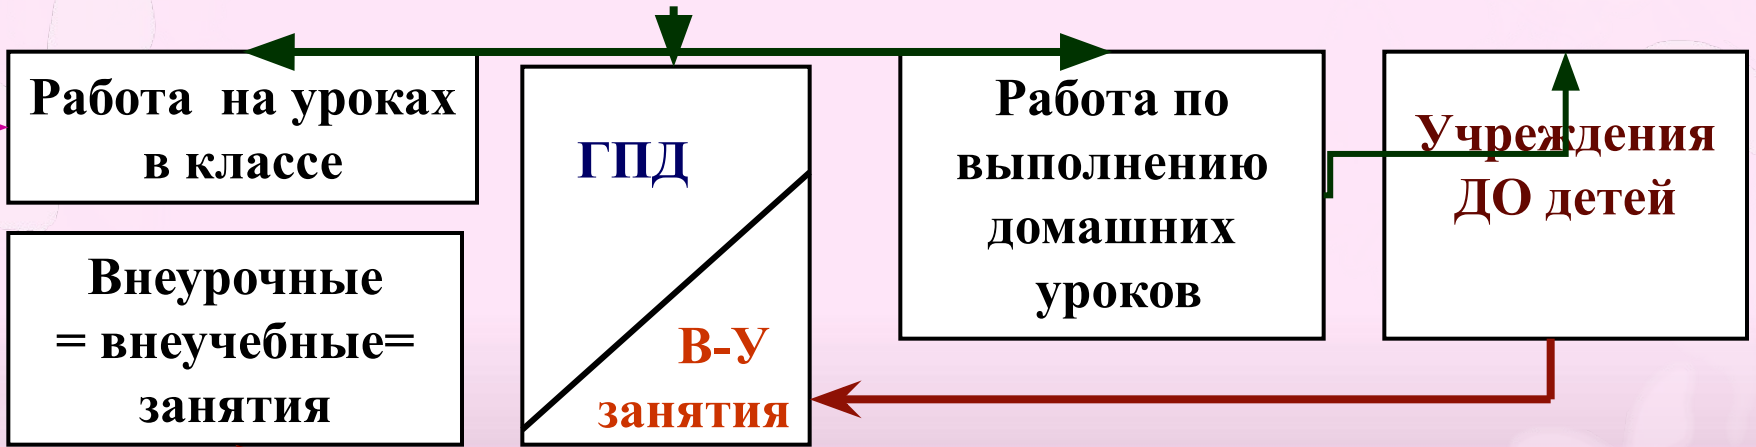 Работа на уроках
в классе
Внеурочные
= внеучебные=
занятия
ГПД
В-У
занятия
Работа по
выполнению
домашних
уроков
Учреждения
ДО детей